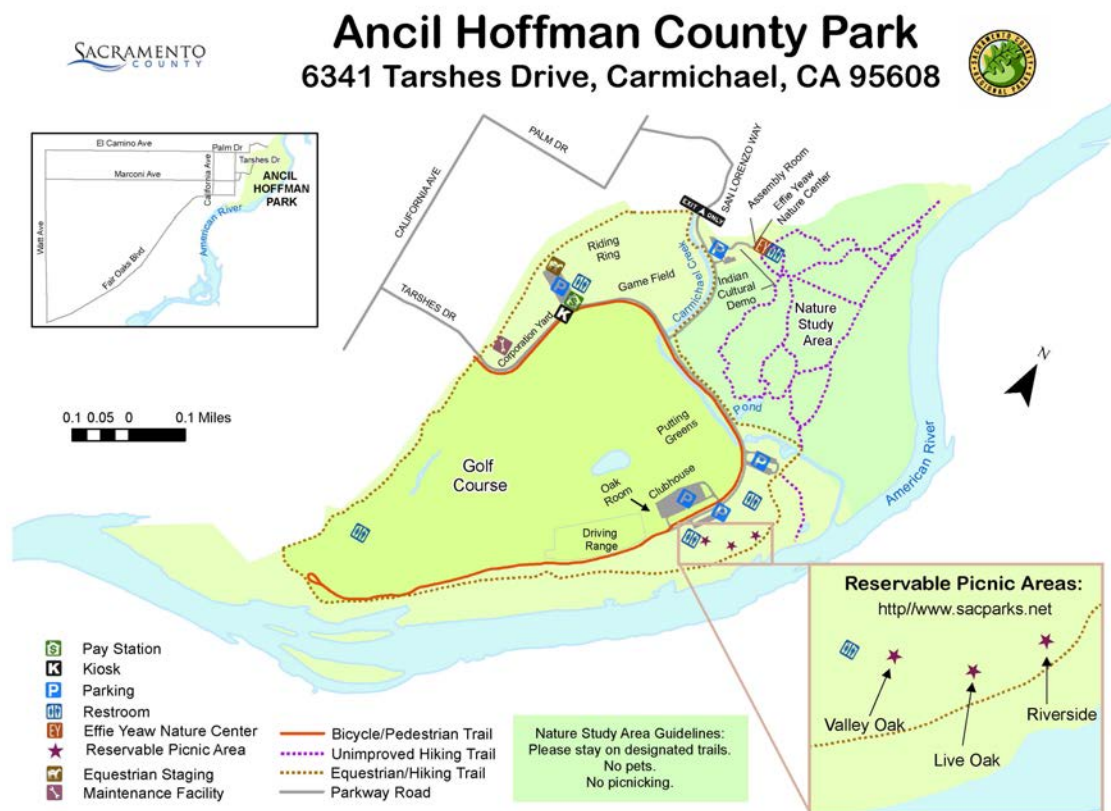 SACRAMENTO
COUNTY
Ancil Hoffman County Park
6341 Tarshes Drive, Carmichael, CA 95608
SACRAMENTO COUNTY
REGIONAL PARKS
El Camino Ave
Palm Dr
Tarshes Dr
Marconi Ave
California Ave
ANCIL
HOFFMAN
PARK
Watt Ave
Fair Oaks Blvd
American River
PALM DR
CALIFORNIA AVE
TARSHES DR
SAN LORENZO WAY
EXIT ONLY
Assembly Room
Effie Yeaw
Nature Center
EY
Riding
Ring
Game Field
Carmichael Creek
Indian
Cultural
Demo
Nature
Study
Area
P
P
$
K
Corporation Yard
N
0.1 0.05 0 0.1 Miles
Pond
Putting
Greens
Golf
Course
Oak
Room
Clubhouse
P
P
P
Driving
Range
American River
Reservable Picnic Areas:
http//www.sacparks.net
Valley Oak
Live Oak
Riverside
$ Pay Station
K Kiosk
P Parking
Restroom
EY Effie Yeaw Nature Center
Reservable Picnic Area
Equestrian Staging
Maintenance Facility
Bicycle/Pedestrian Trail
Unimproved Hiking Trail
Equestrian/Hiking Trail
Parkway Road
Nature Study Area Guidelines:
Please stay on designated trails.
No pets.
No picnicking.